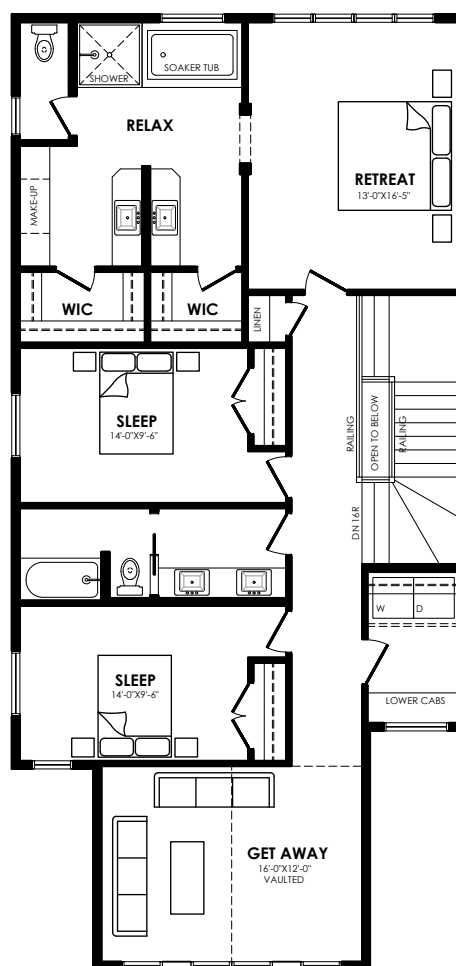 SHOWER
SOAKER TUB
RELAX
RETREAT
13'-0"X16'-5"
MAKE-UP
WIC
WIC
LINEN
SLEEP
14'-0"X9'-6"
RAILING
OPEN TO BELOW
RAILING
DN 16R
W
D
SLEEP
14'-0"X9'-6"
LOWER CABS
GET AWAY
16'-0"X12'-0"
VAULTED